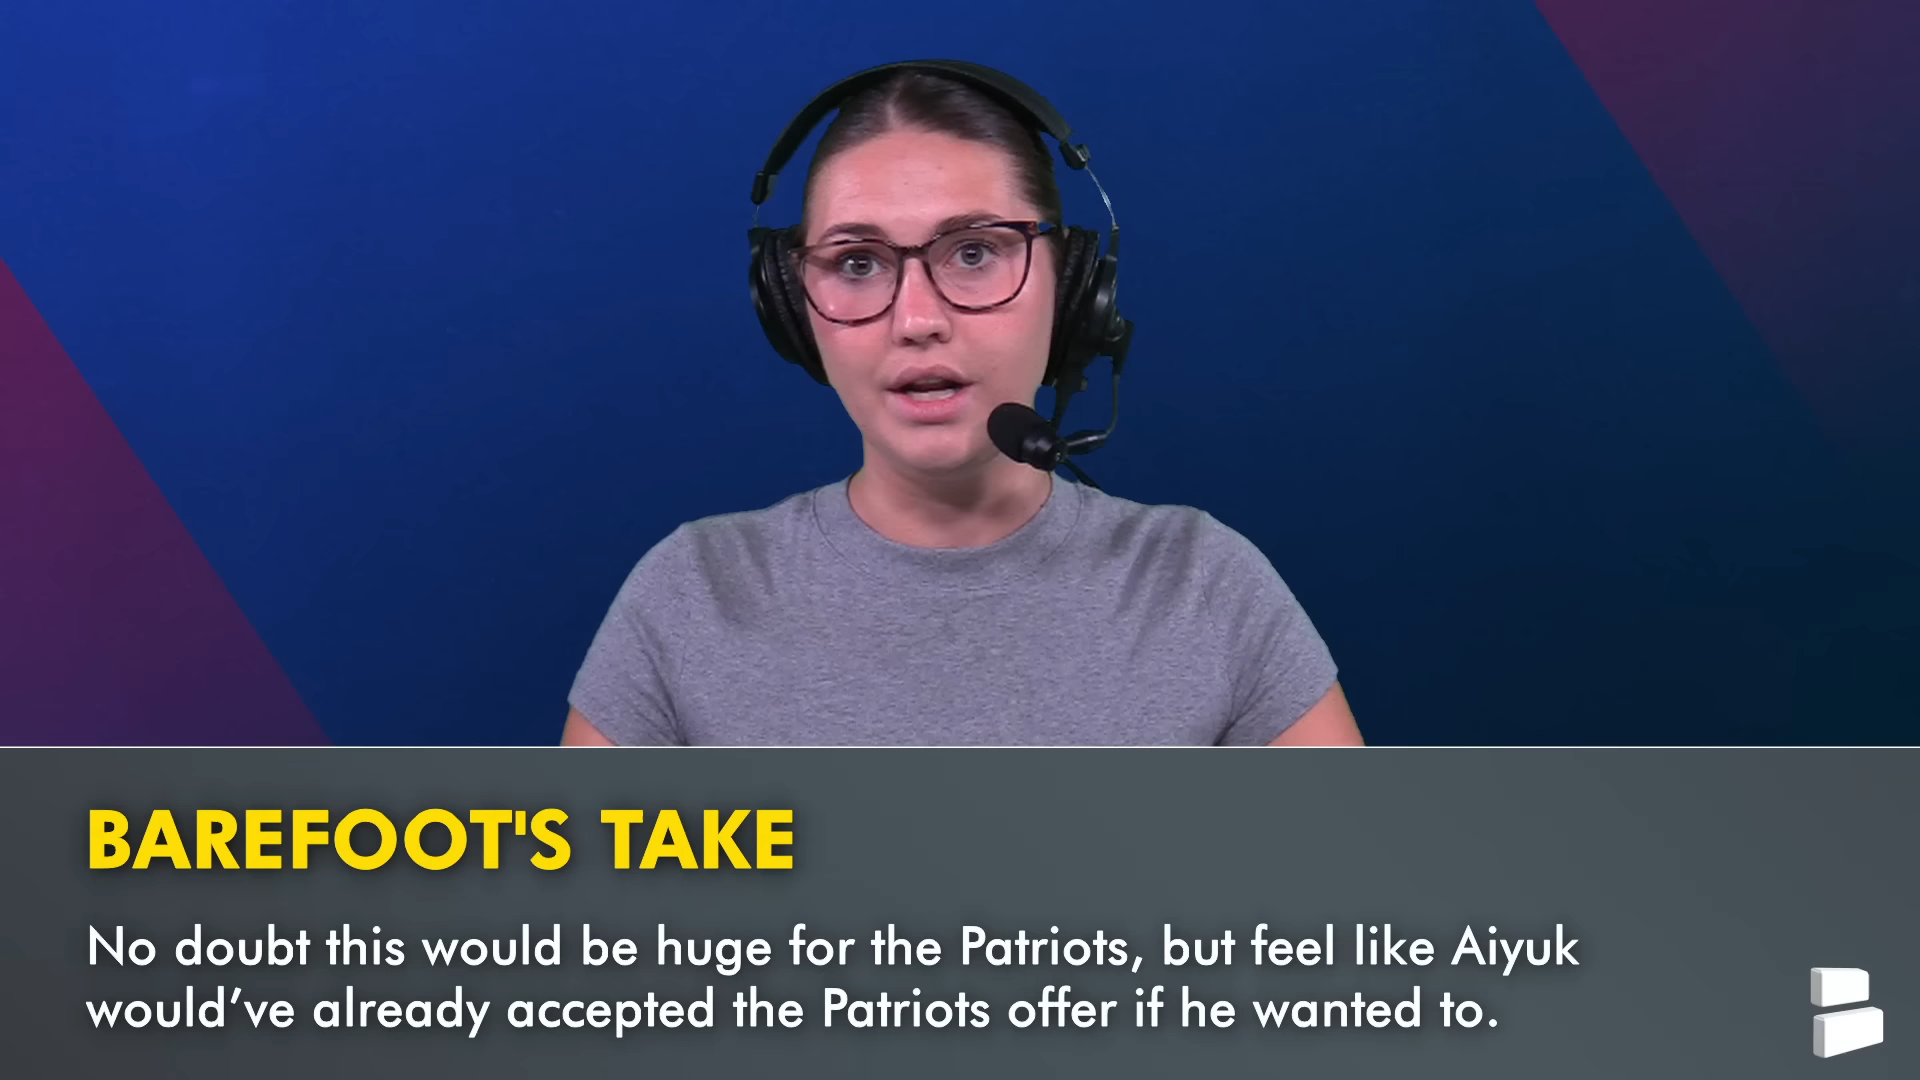 BAREFOOT'S TAKE
No doubt this would be huge for the Patriots, but feel like Aiyuk
would've already accepted the Patriots offer if he wanted to.